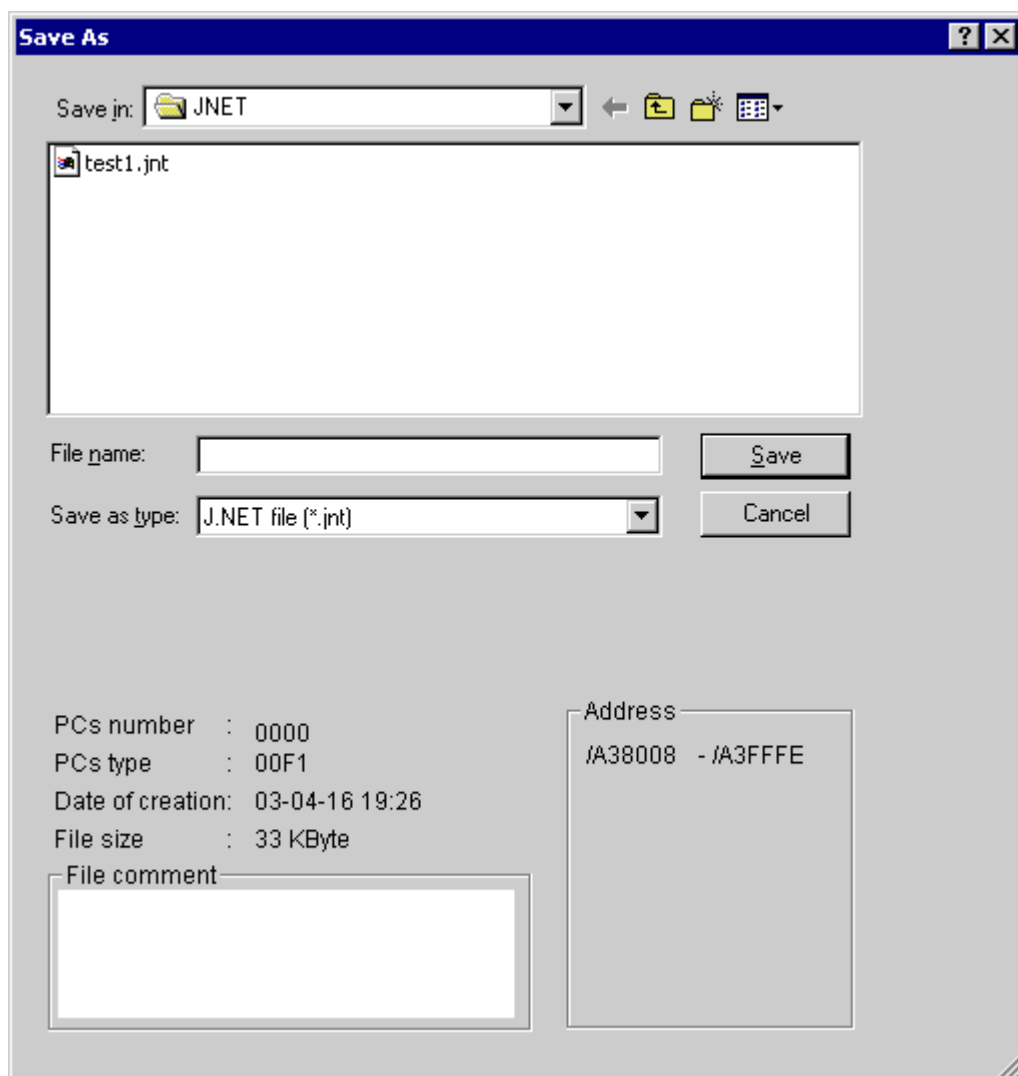 Save As
Save in: JNET
test1.jnt
File name:
Save
Save as type: J.NET file (*.jnt)
Cancel
PCs number : 0000
PCs type : 00F1
Date of creation: 03-04-16 19:26
File size : 33 KByte
Address
/A38008 - /A3FFFE
File comment